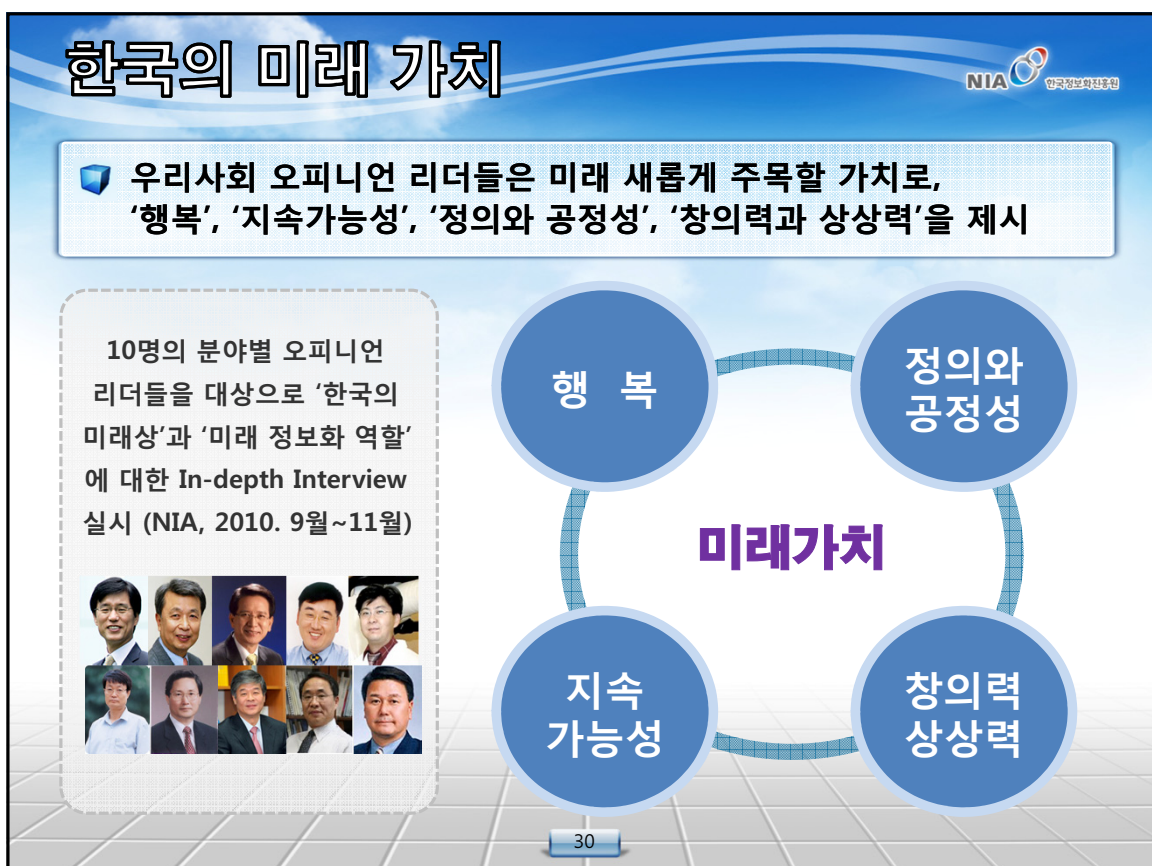 한국의 미래 가치
NIA 한국정보화진흥원
우리사회 오피니언 리더들은 미래 새롭게 주목할 가치로,
‘행복’, ‘지속가능성’, ‘정의와 공정성’, ‘창의력과 상상력’을 제시
10명의 분야별 오피니언
리더들을 대상으로 ‘한국의
미래상’과 ‘미래 정보화 역할’
에 대한 In-depth Interview
실시 (NIA, 2010. 9월~11월)
행 복
정의와
공정성
미래가치
지속
가능성
창의력
상상력
30